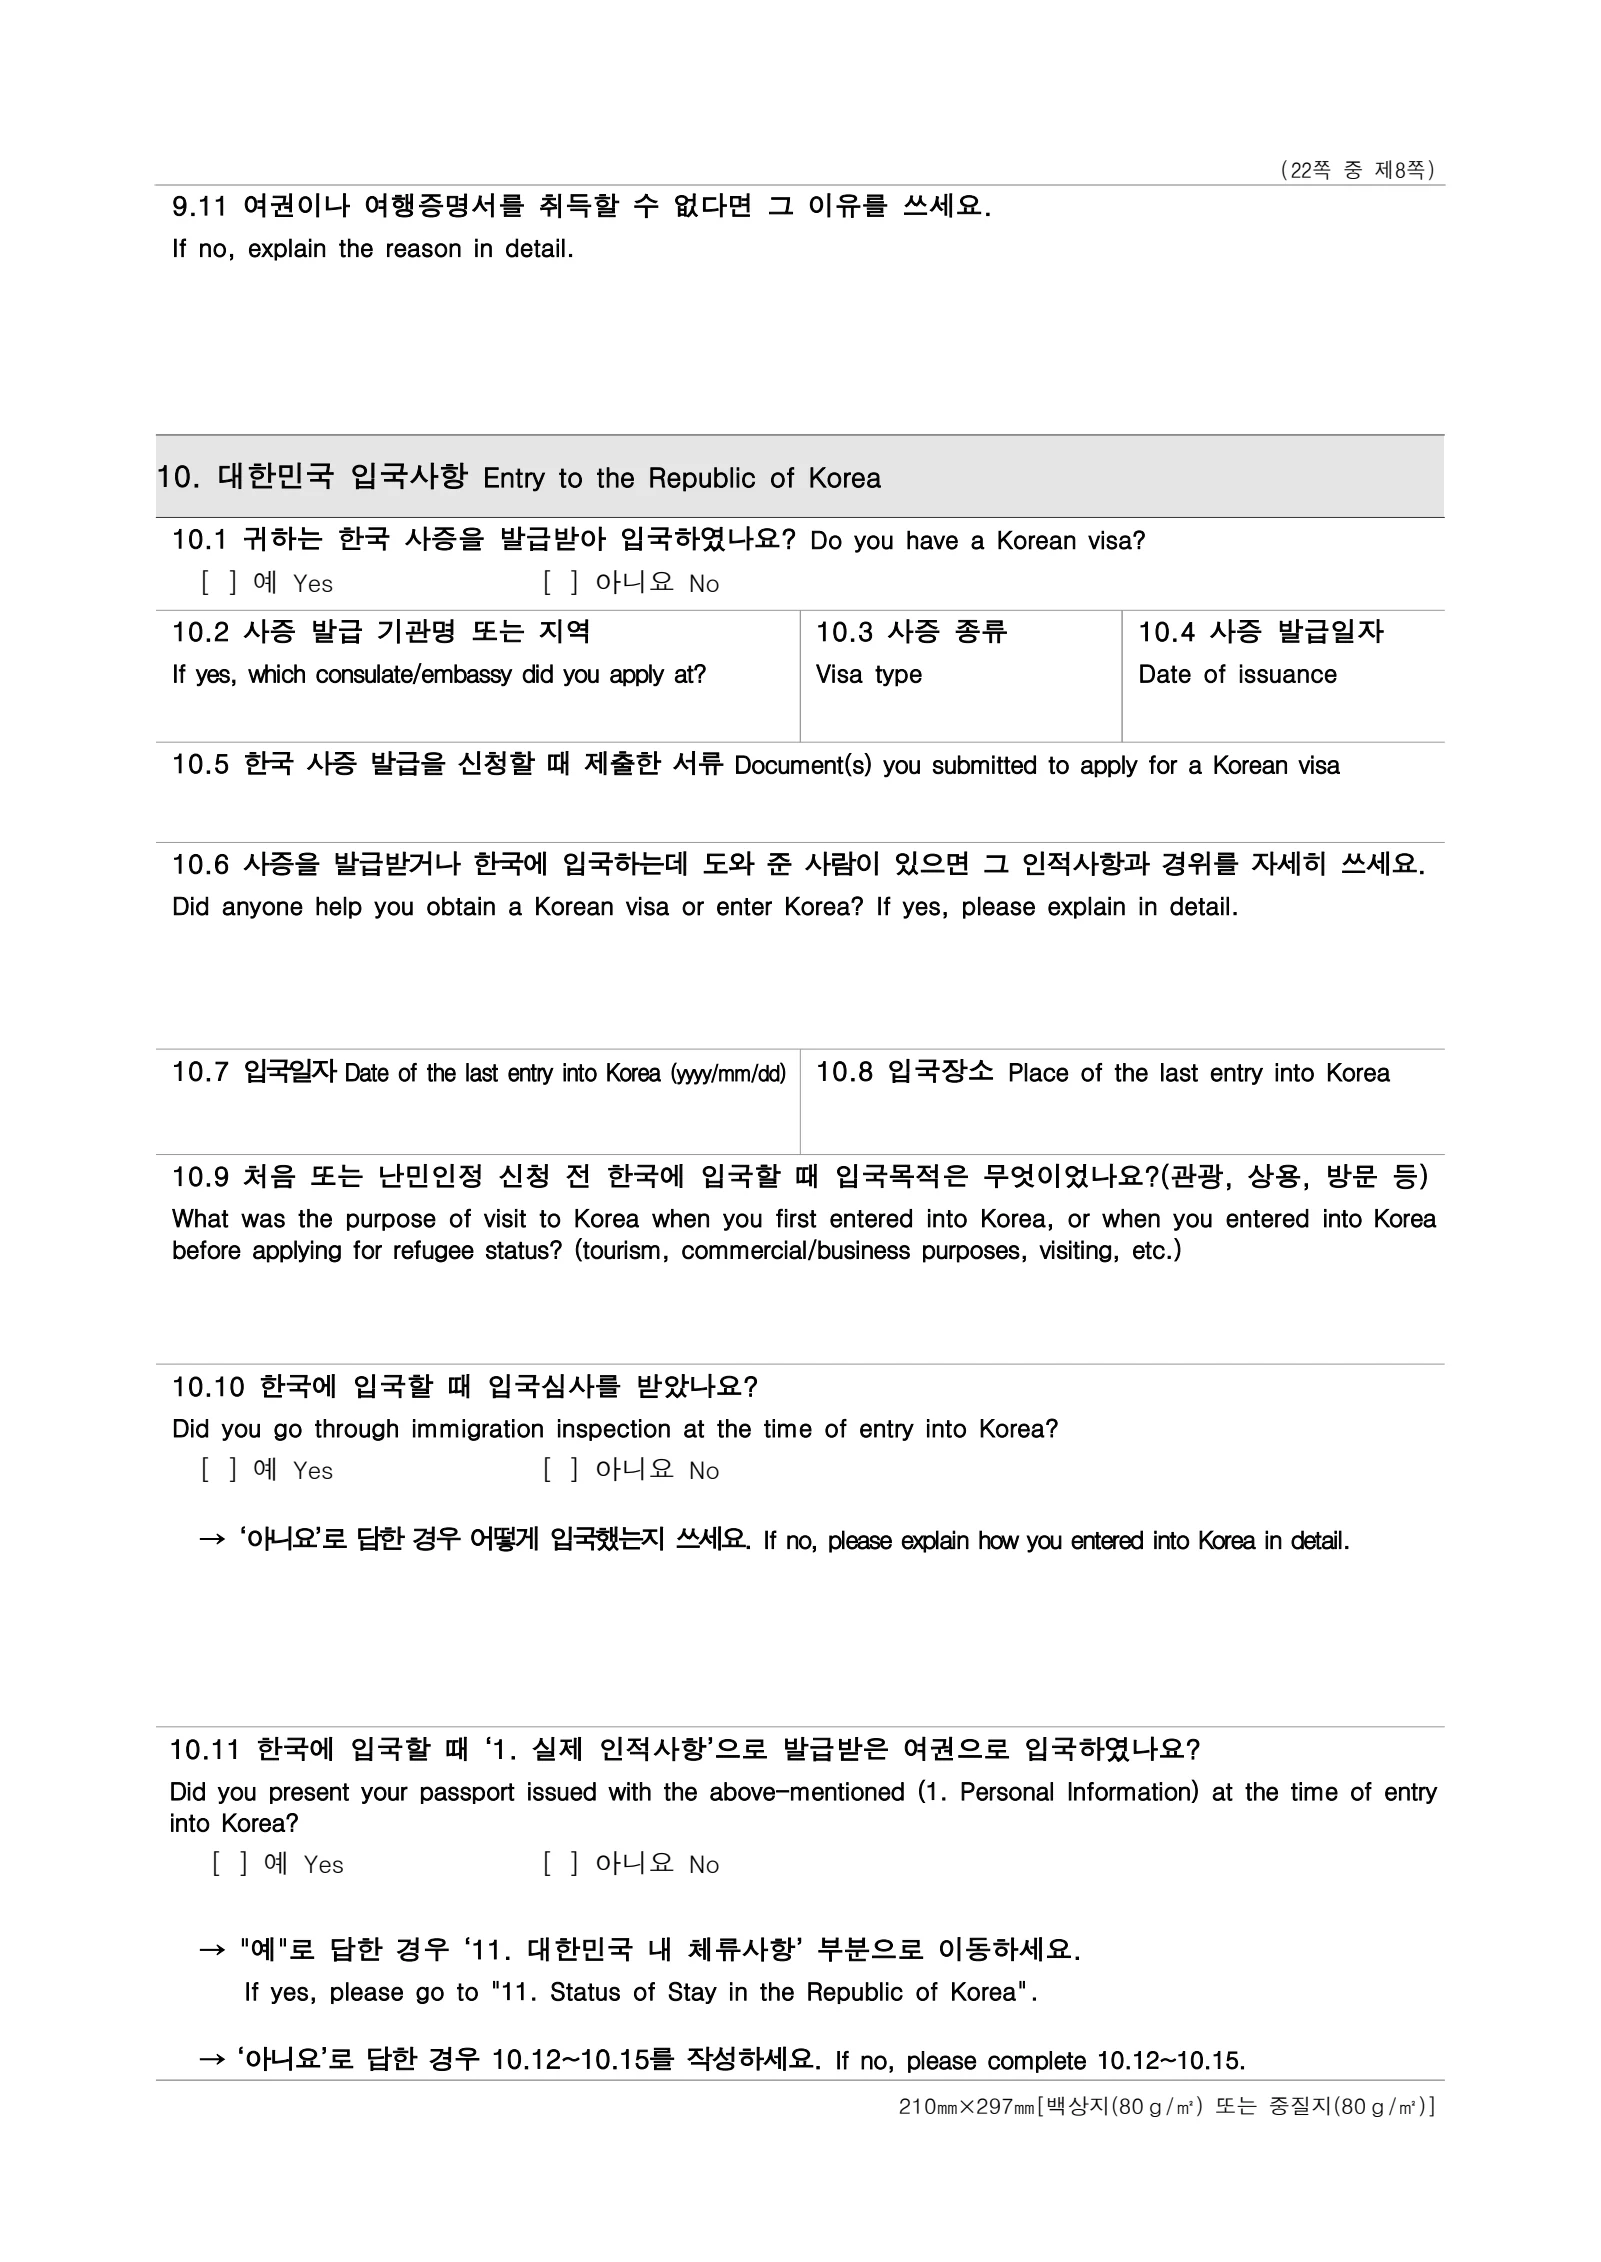 (22쪽 중 제8쪽)
9.11 여권이나 여행증명서를 취득할 수 없다면 그 이유를 쓰세요.
If no, explain the reason in detail.
10. 대한민국 입국사항 Entry to the Republic of Korea
10.1 귀하는 한국 사증을 발급받아 입국하였나요? Do you have a Korean visa?
[ ] 예 Yes [ ] 아니요 No
10.2 사증 발급 기관명 또는 지역
If yes, which consulate/embassy did you apply at?
10.3 사증 종류
Visa type
10.4 사증 발급일자
Date of issuance
10.5 한국 사증 발급을 신청할 때 제출한 서류 Document(s) you submitted to apply for a Korean visa
10.6 사증을 발급받거나 한국에 입국하는데 도와 준 사람이 있으면 그 인적사항과 경위를 자세히 쓰세요.
Did anyone help you obtain a Korean visa or enter Korea? If yes, please explain in detail.
10.7 입국일자 Date of the last entry into Korea (yyyy/mm/dd)
10.8 입국장소 Place of the last entry into Korea
10.9 처음 또는 난민인정 신청 전 한국에 입국할 때 입국목적은 무엇이었나요?(관광, 상용, 방문 등)
What was the purpose of visit to Korea when you first entered into Korea, or when you entered into Korea
before applying for refugee status? (tourism, commercial/business purposes, visiting, etc.)
10.10 한국에 입국할 때 입국심사를 받았나요?
Did you go through immigration inspection at the time of entry into Korea?
[ ] 예 Yes [ ] 아니요 No
→ ‘아니요’로 답한 경우 어떻게 입국했는지 쓰세요. If no, please explain how you entered into Korea in detail.
10.11 한국에 입국할 때 ‘1. 실제 인적사항’으로 발급받은 여권으로 입국하였나요?
Did you present your passport issued with the above-mentioned (1. Personal Information) at the time of entry
into Korea?
[ ] 예 Yes [ ] 아니요 No
→ "예"로 답한 경우 ‘11. 대한민국 내 체류사항’ 부분으로 이동하세요.
If yes, please go to "11. Status of Stay in the Republic of Korea".
→ ‘아니요’로 답한 경우 10.12~10.15를 작성하세요. If no, please complete 10.12~10.15.
210㎜×297㎜[백상지(80ｇ/㎡) 또는 중질지(80ｇ/㎡)]